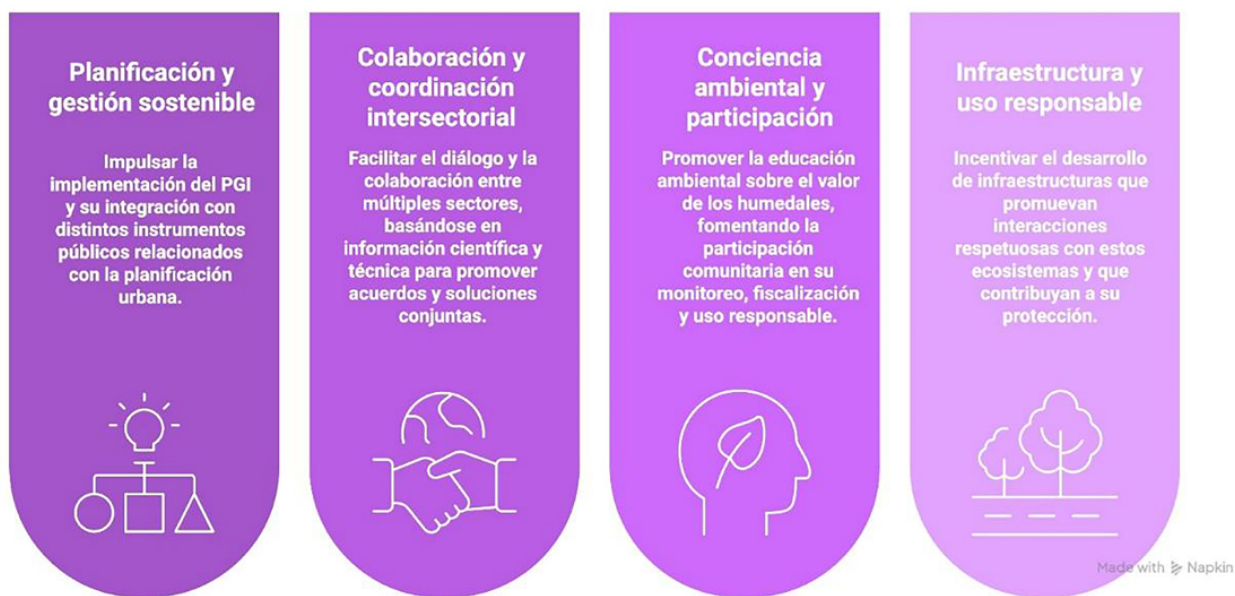 Planificación y
gestión sostenible
Impulsar la
implementación del PGI
y su integración con
distintos instrumentos
públicos relacionados
con la planificación
urbana.
Colaboración y
coordinación
intersectorial
Facilitar el diálogo y la
colaboración entre
múltiples sectores,
basándose en
información científica y
técnica para promover
acuerdos y soluciones
conjuntas.
Conciencia
ambiental y
participación
Promover la educación
ambiental sobre el valor
de los humedales,
fomentando la
participación
comunitaria en su
monitoreo, fiscalización
y uso responsable.
Infraestructura y
uso responsable
Incentivar el desarrollo
de infraestructuras que
promuevan
interacciones
respetuosas con estos
ecosistemas y que
contribuyan a su
protección.
Made with Napkin